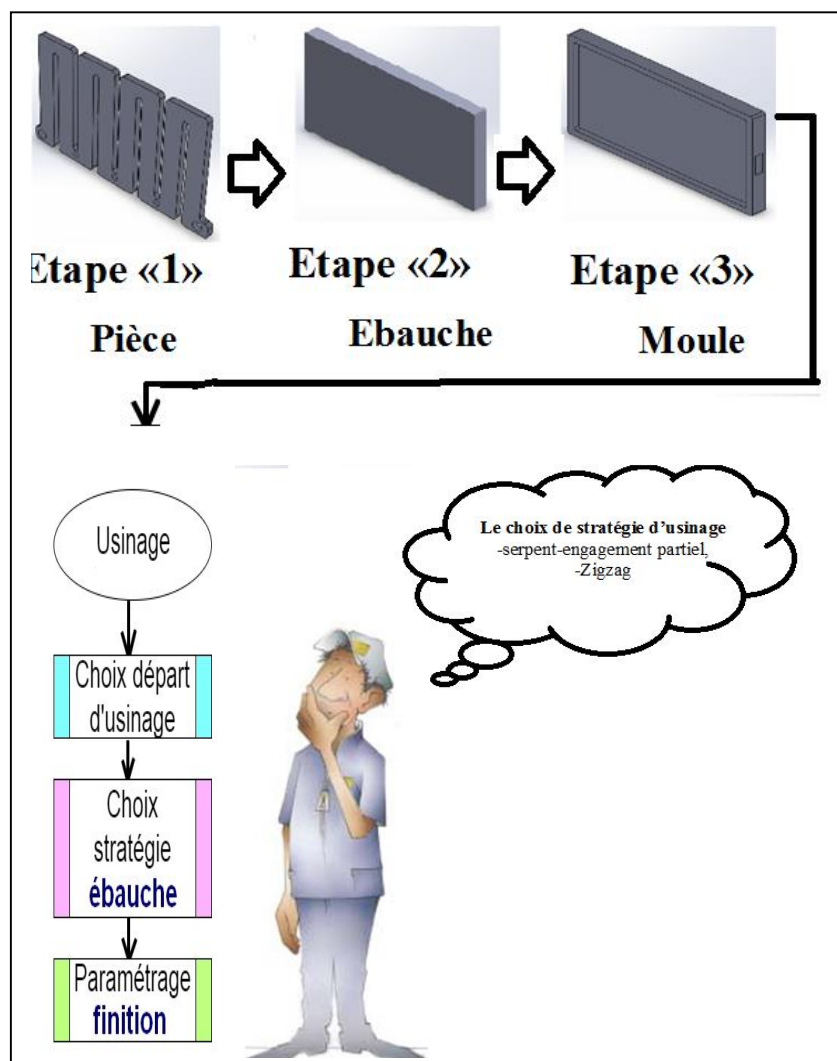 Etape «1»
Etape «2»
Etape «3»
Pièce
Ebauche
Moule
Usinage
Le choix de stratégie d'usinage
-serpent-engagement partiel,
-Zigzag
Choix départ
d'usinage
Choix
stratégie
ébauche
Paramétrage
finition